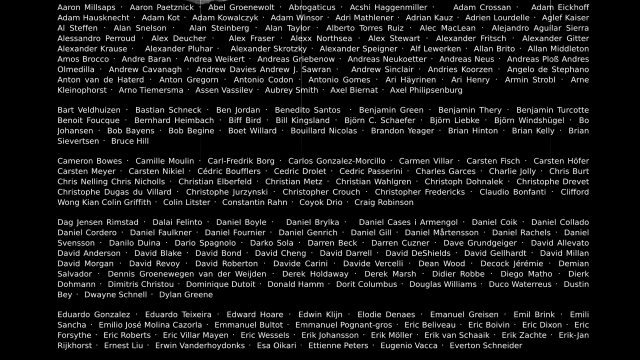 Aaron Millsaps · Aaron Paetznick · Abel Groenewolt · Abrogaticus · Acshi Haggenmiller · Adam Crossan · Adam Eickhoff
Adam Hausknecht · Adam Kot · Adam Kowalczyk · Adam Winsor · Adri Mathlener · Adrian Kauz · Adrien Lourdelle · Aglef Kaiser
Al Steffen · Alan Snelson · Alan Steinberg · Alan Taylor · Alberto Torres Ruiz · Alec MacLean · Alejandro Aguilar Sierra
Alessandro Perroud · Alex Deucher · Alex Fraser · Alexx Northsea · Alex Stewart · Alexander Fritsch · Alexander Gitter
Alexander Krause · Alexander Pluhar · Alexander Skrotzky · Alexander Speigner · Alf Lewerken · Allan Brito · Allan Middleton
Amos Brocco · Andre Baran · Andrea Weikert · Andreas Griebenow · Andreas Neukoetter · Andreas Neus · Andreas Ploß Andres
Olmedilla · Andrew Cavanagh · Andrew Davies Andrew J. Sawran · Andrew Sinclair · Andries Koorzen · Angelo de Stephano
Anton van de Haterd · Anton Gregorn · Antonio Codon · Antonio Gomes · Ari Häyrinen · Ari Henry · Armin Strobl · Arne
Kleinophorst · Arno Tiemersma · Assen Vassilev · Aubrey Smith · Axel Biernat · Axel Philipsenburg
Bart Veldhuizen · Bastian Schneck · Ben Jordan · Benedito Santos · Benjamin Green · Benjamin Thery · Benjamin Turcotte
Benoit Foucque · Bernhard Heimbach · Biff Bird · Bill Kingsland · Björn C. Schaefer · Björn Liebke · Björn Windshügel · Bo
Johansen · Bob Bayens · Bob Begine · Boet Willard · Bouillard Nicolas · Brandon Yeager · Brian Hinton · Brian Kelly · Brian
Sievertsen · Bruce Hill
Cameron Bowes · Camille Moulin · Carl-Fredrik Borg · Carlos Gonzalez-Morcillo · Carmen Villar · Carsten Fisch · Carsten Höfer
Carsten Meyer · Carsten Nikiel · Cédric Boufflers · Cedric Drolet · Cedric Passerini · Charles Garces · Charlie Jolly · Chris Burt
Chris Nelling Chris Nicholls · Christian Elberfeld · Christian Metz · Christian Wahlgren · Christoph Dohnalek · Christophe Drevet
Christophe Dugas du Villard · Christophe Jurzynski · Christopher Crouch · Christopher Fredericks · Claudio Bonfanti · Clifford
Wong Kian Colin Griffith · Colin Litster · Constantin Rahn · Coyok Drio · Craig Robinson
Dag Jensen Rimstad · Dalai Felinto · Daniel Boyle · Daniel Brylka · Daniel Cases i Armengol · Daniel Coik · Daniel Collado
Daniel Cordero · Daniel Faulkner · Daniel Fournier · Daniel Genrich · Daniel Gill · Daniel Mårtensson · Daniel Rachels · Daniel
Svensson · Danilo Duina · Dario Spagnolo · Darko Sola · Darren Beck · Darren Cuzner · Dave Grundgeiger · David Allevato
David Anderson · David Blake · David Bond · David Cheng · David Darrell · David DeShields · David Gellhardt · David Millan
David Morgan · David Revoy · David Roberton · Davide Carini · Davide Vercelli · Dean Wood · Decock Jérémie · Demian
Salvador · Dennis Groenewegen van der Weijden · Derek Holdaway · Derek Marsh · Didier Robbe · Diego Matho · Dierk
Dohmann · Dimitris Christou · Dominique Dutoit · Donald Hamm · Dorit Columbus · Douglas Williams · Duco Waterreus · Dustin
Bey · Dwayne Schnell · Dylan Greene
Eduardo Gonzalez · Eduardo Teixeira · Edward Hoare · Edwin Klijn · Elodie Denaes · Emanuel Greisen · Emil Brink · Emili
Sancha · Emilio José Molina Cazorla · Emmanuel Bultot · Emmanuel Pognant-gros · Eric Beliveau · Eric Boivin · Eric Dixon · Eric
Forsythe · Eric Roberts · Eric Villar Mayen · Eric Wessels · Erik Johansson · Erik Möller · Erik van Schaaik · Erik Zachte · Erik-Jan
Rijkhorst · Ernest Liu · Erwin Vanderhoydonks · Esa Oikari · Ettienne Peters · Eugenio Vacca · Everton Schneider